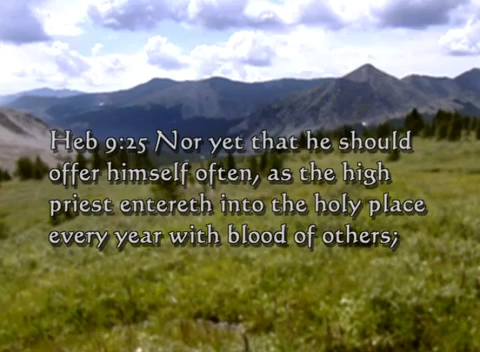 Heb 9:25 Nor yet that he should
offer himself often, as the high
priest entereth into the holy place
every year with blood of others;